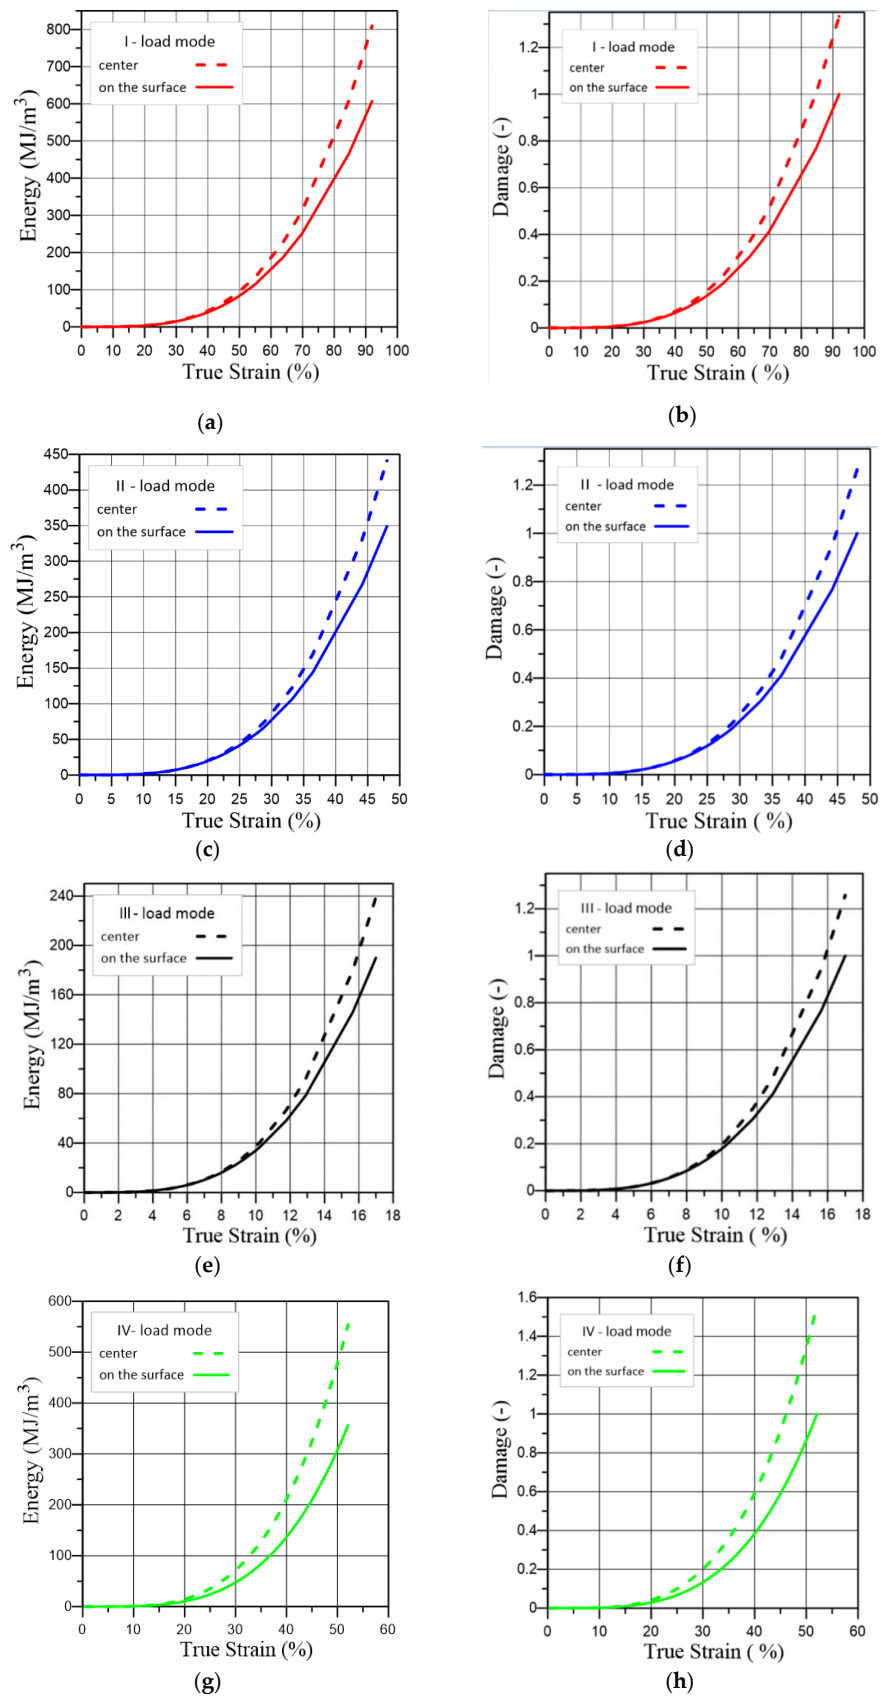 I - load mode
center
on the surface
Energy (MJ/m³)
800
700
600
500
400
300
200
100
0
0 10 20 30 40 50 60 70 80 90 100
True Strain (%)
(a)
I - load mode
center
on the surface
Damage (-)
1.2
1
0.8
0.6
0.4
0.2
0
0 10 20 30 40 50 60 70 80 90 100
True Strain ( %)
(b)
II - load mode
center
on the surface
Energy (MJ/m³)
450
400
350
300
250
200
150
100
50
0
0 5 10 15 20 25 30 35 40 45 50
True Strain (%)
(c)
II - load mode
center
on the surface
Damage (-)
1.2
1
0.8
0.6
0.4
0.2
0
0 5 10 15 20 25 30 35 40 45 50
True Strain ( %)
(d)
III - load mode
center
on the surface
Energy (MJ/m³)
240
200
160
120
80
40
0
0 2 4 6 8 10 12 14 16 18
True Strain (%)
(e)
III - load mode
center
on the surface
Damage (-)
1.2
1
0.8
0.6
0.4
0.2
0
0 2 4 6 8 10 12 14 16 18
True Strain ( %)
(f)
IV- load mode
center
on the surface
Energy (MJ/m³)
600
500
400
300
200
100
0
0 10 20 30 40 50 60
True Strain (%)
(g)
IV - load mode
center
on the surface
Damage (-)
1.6
1.4
1.2
1
0.8
0.6
0.4
0.2
0
0 10 20 30 40 50 60
True Strain ( %)
(h)